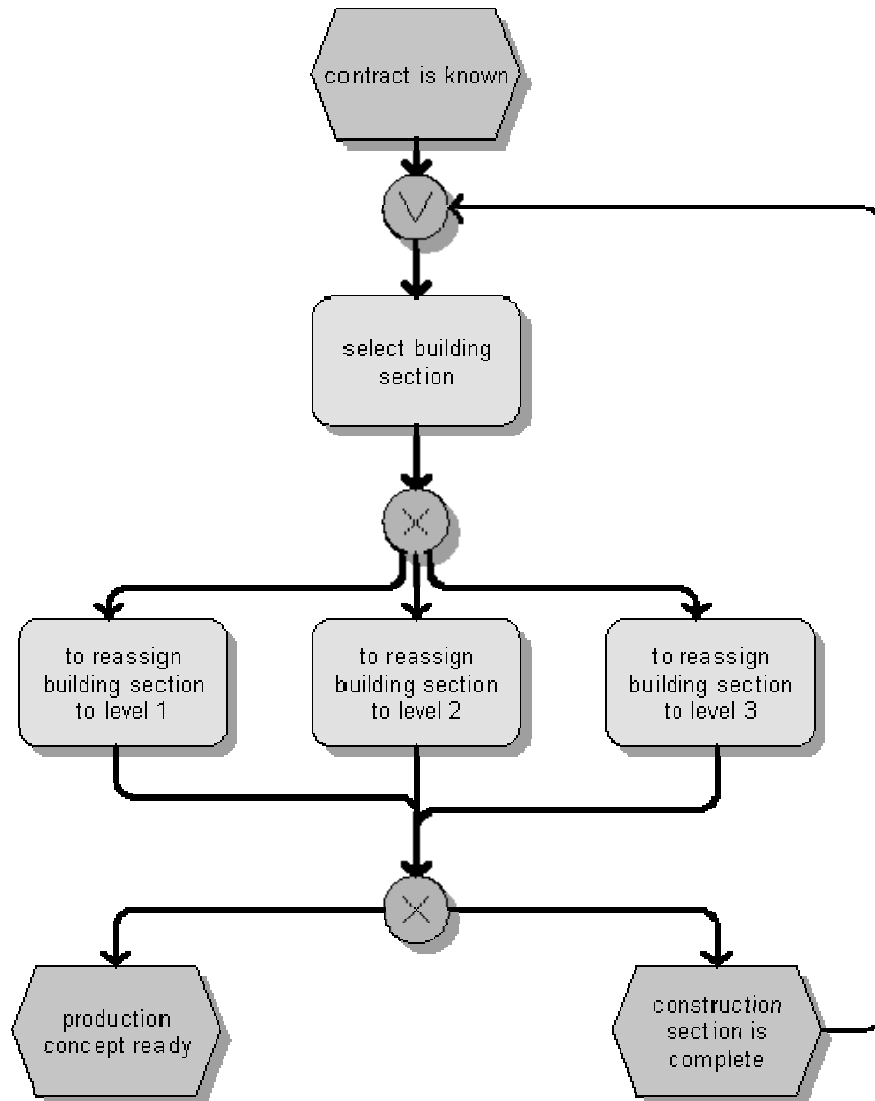 contract is known
select building
section
to reassign
building section
to level 1
to reassign
building section
to level 2
to reassign
building section
to level 3
production
concept ready
construction
section is
complete